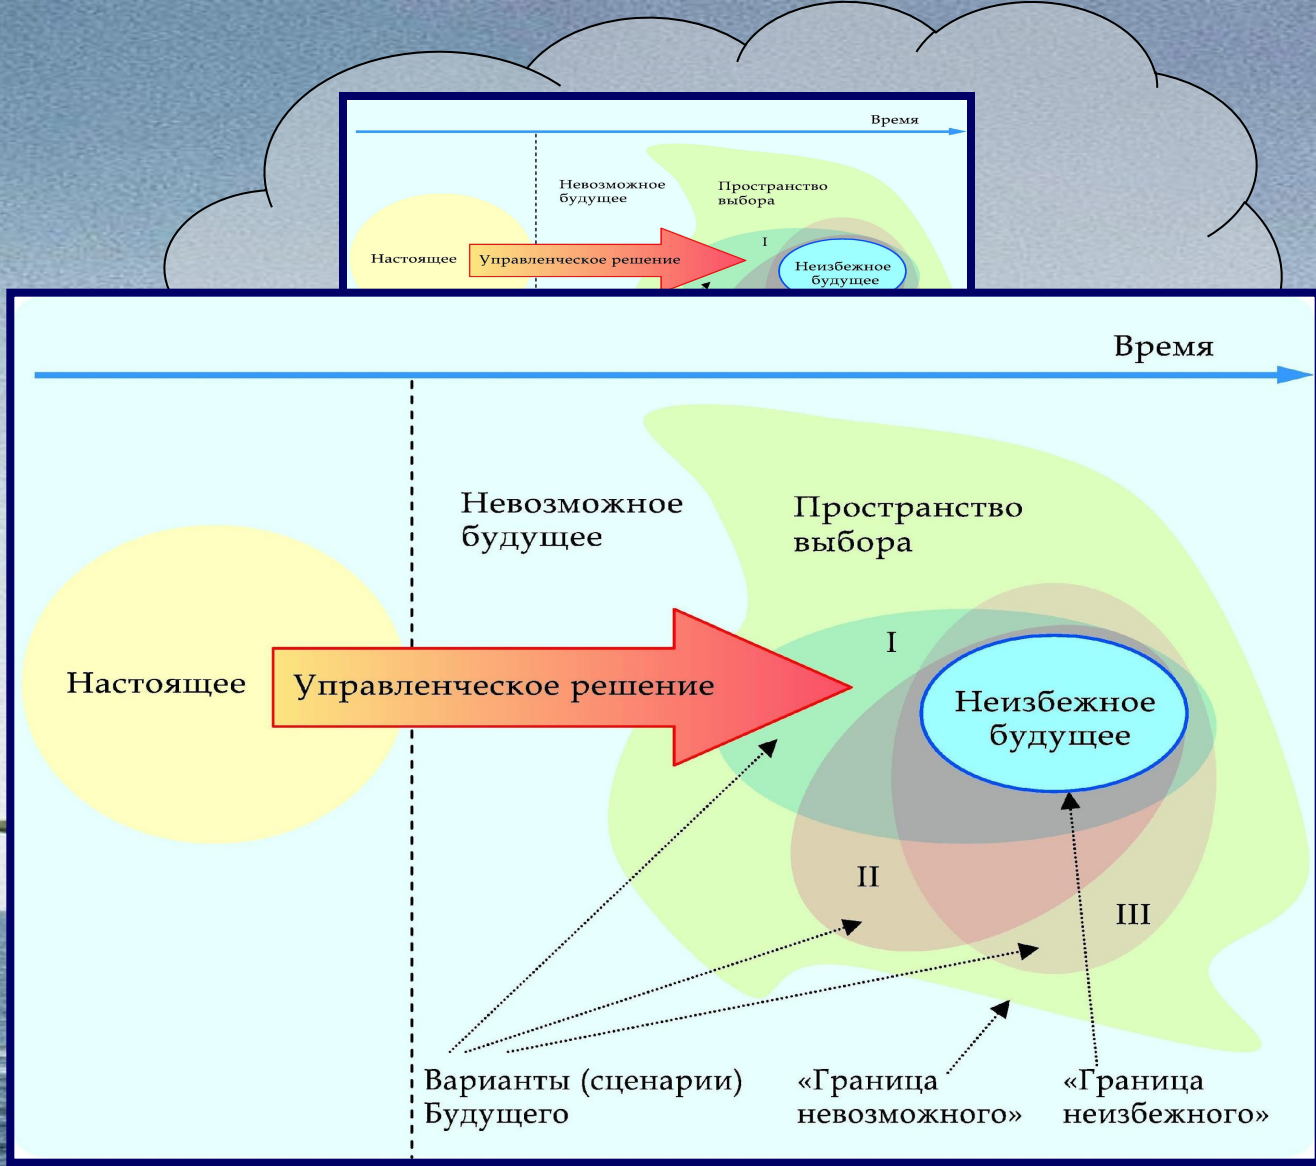 Время
Невозможное
будущее
Пространство
выбора
I
Настоящее
Управленческое решение
Неизбежное
будущее
Время
Невозможное
будущее
Пространство
выбора
I
Настоящее
Управленческое решение
Неизбежное
будущее
II
III
Варианты (сценарии)
Будущего
«Граница
невозможного»
«Граница
неизбежного»